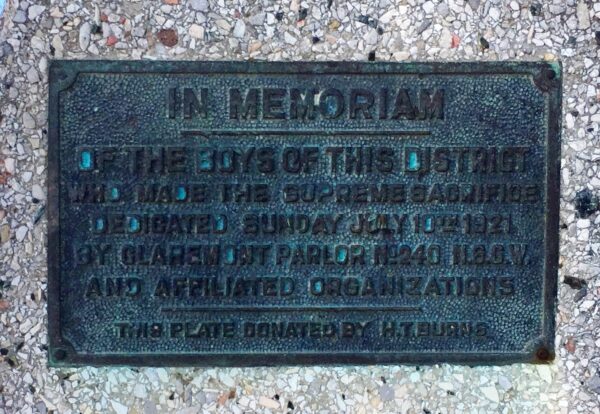 IN MEMORIAM
OF THE BOYS OF THIS DISTRICT
WHO MADE THE SUPREME SACRIFICE
DEDICATED SUNDAY JULY 10TH 1921
BY CLAREMONT PARLOR No 240 N.S.G.W.
AND AFFILIATED ORGANIZATIONS
THIS PLATE DONATED BY H.T. BURNS